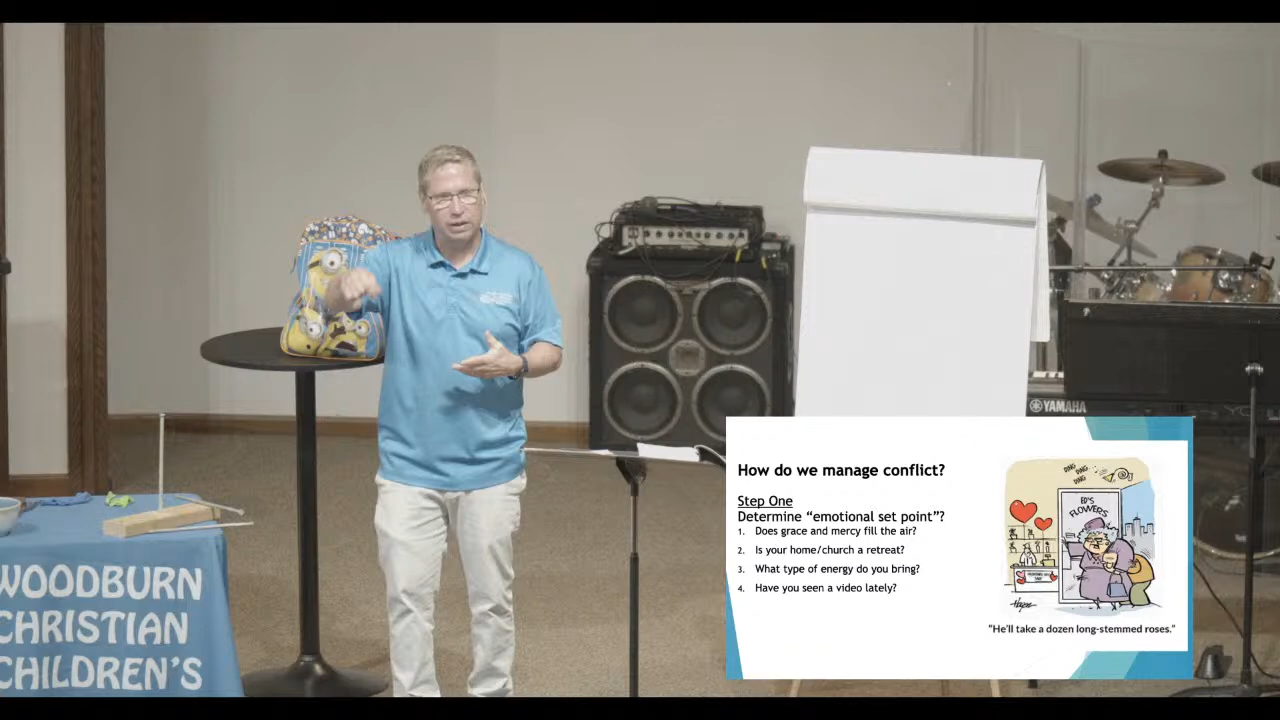 WOODBURN
CHRISTIAN
CHILDREN'S
YAMAHA
How do we manage conflict?
Step One
Determine “emotional set point”?
1. Does grace and mercy fill the air?
2. Is your home/church a retreat?
3. What type of energy do you bring?
4. Have you seen a video lately?
DING
DING
DING
ED'S
FLOWERS
“He'll take a dozen long-stemmed roses.”